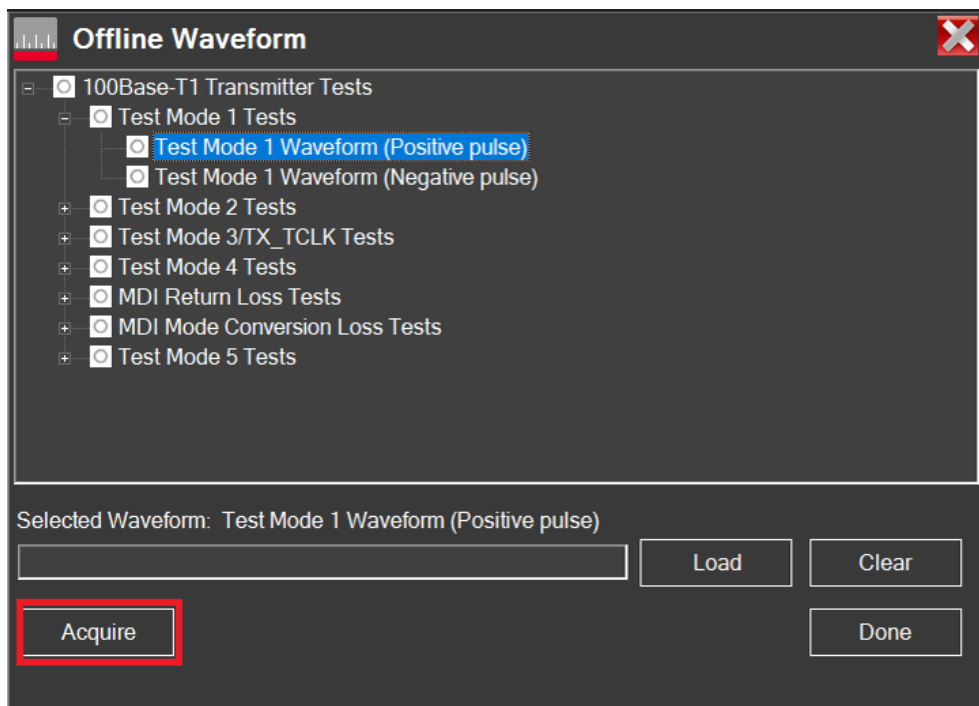 Offline Waveform
100Base-T1 Transmitter Tests
Test Mode 1 Tests
Test Mode 1 Waveform (Positive pulse)
Test Mode 1 Waveform (Negative pulse)
Test Mode 2 Tests
Test Mode 3/TX_TCLK Tests
Test Mode 4 Tests
MDI Return Loss Tests
MDI Mode Conversion Loss Tests
Test Mode 5 Tests
Selected Waveform: Test Mode 1 Waveform (Positive pulse)
Load Clear
Acquire Done